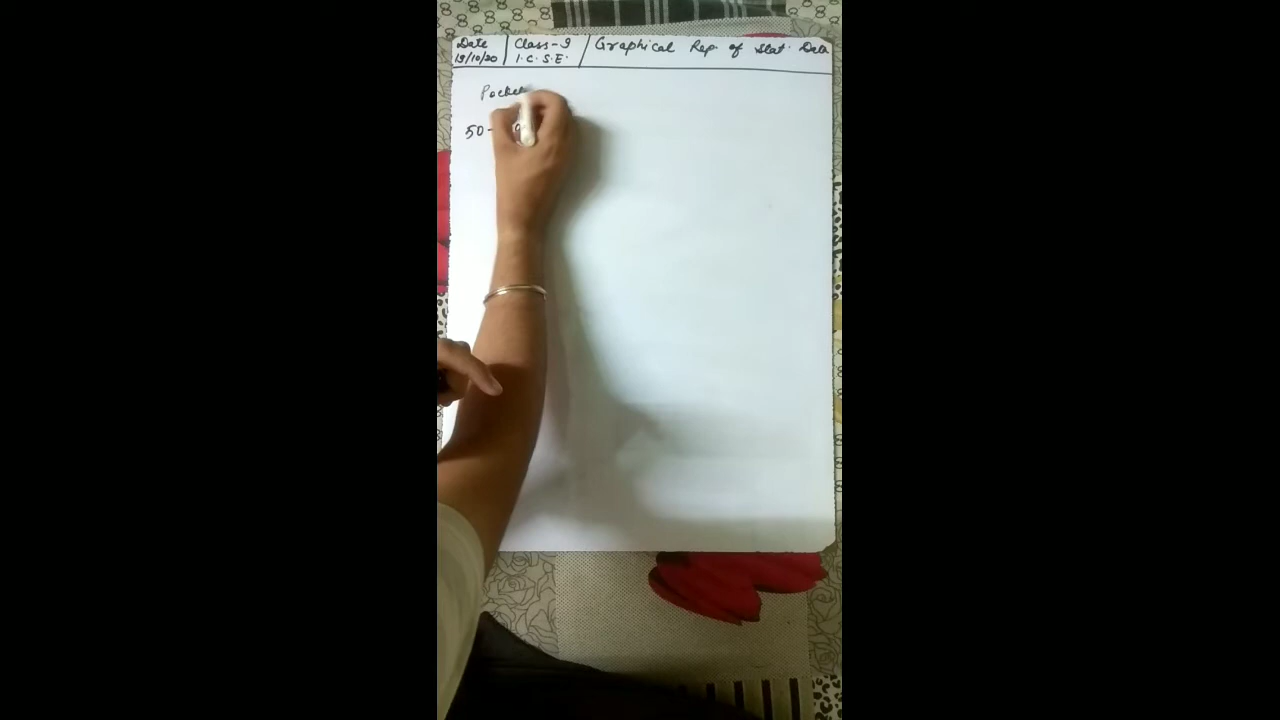 Date Class-9 Graphical Rep. of Stat. Data
19/10/20 I.C.S.E.
Pocket
50-